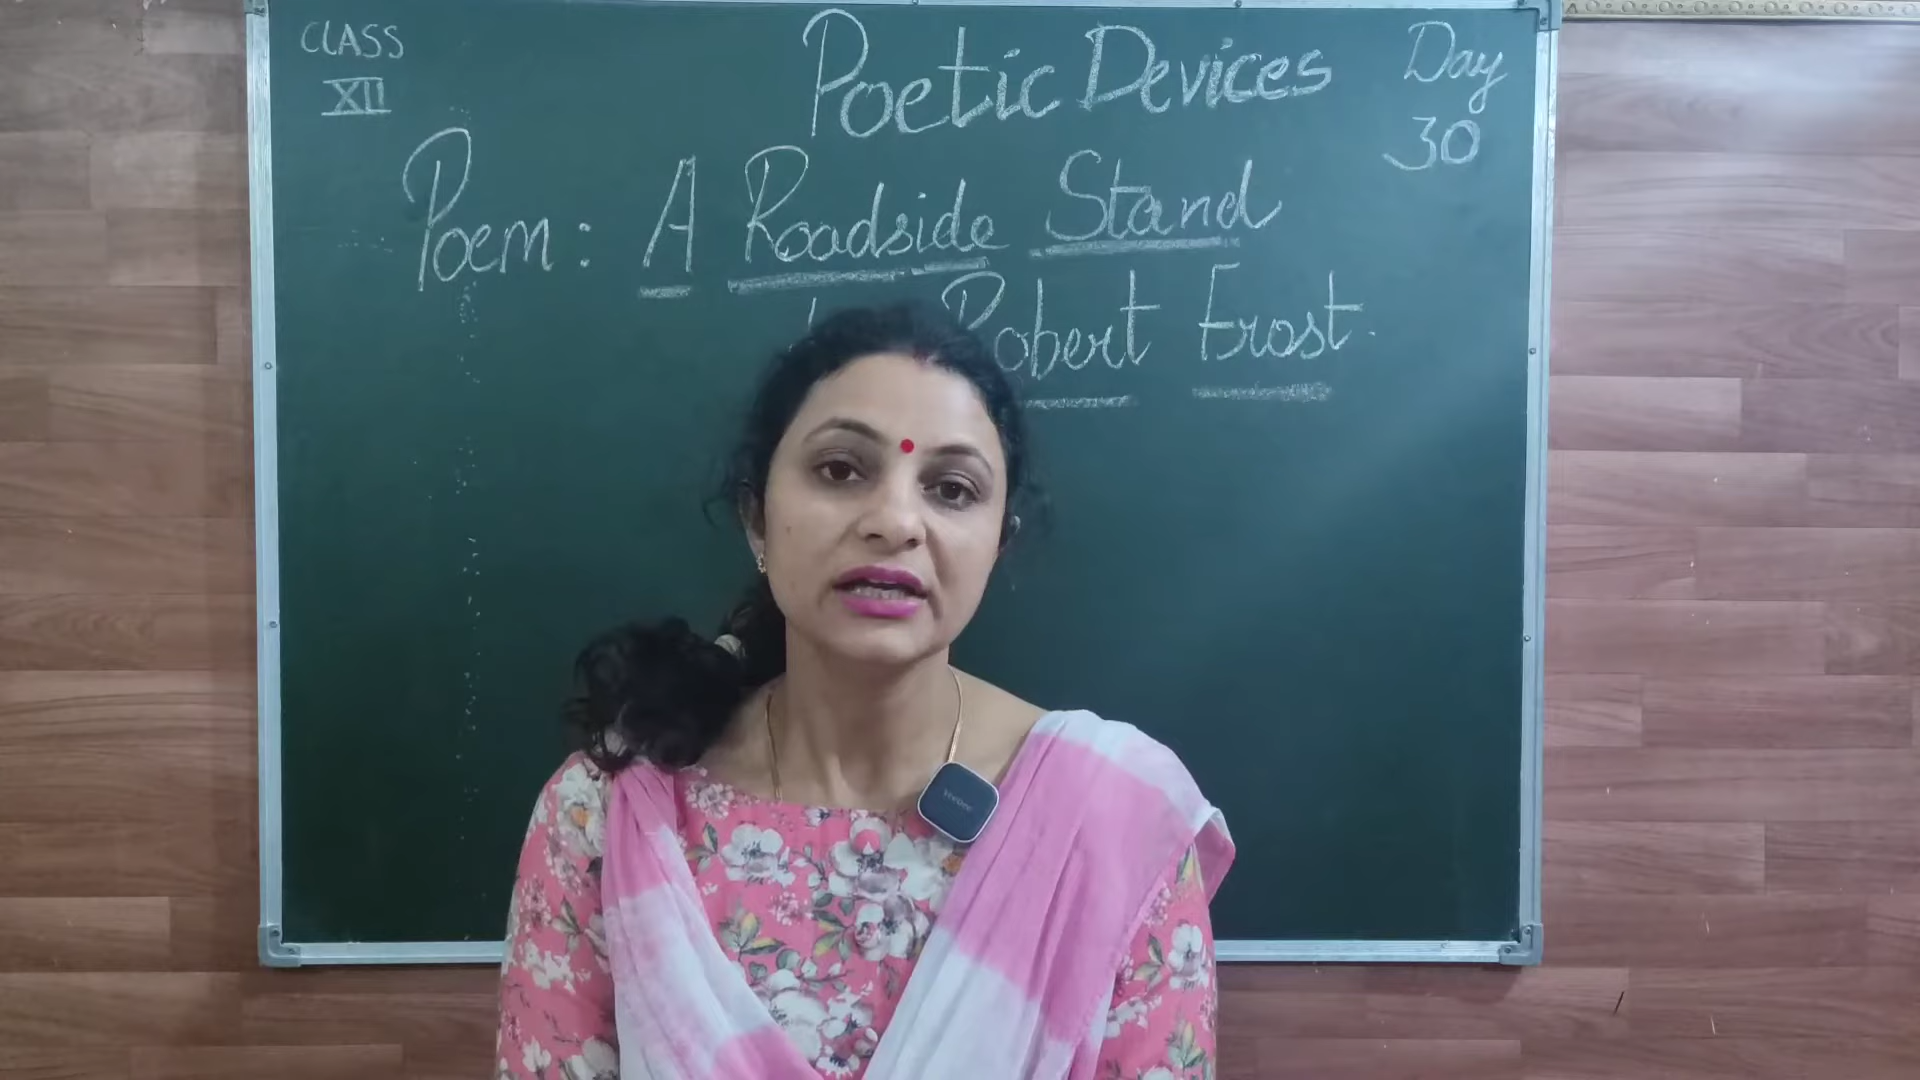 CLASS
XII
Poetic Devices
Day
30
Poem: A Roadside Stand
Robert Frost.